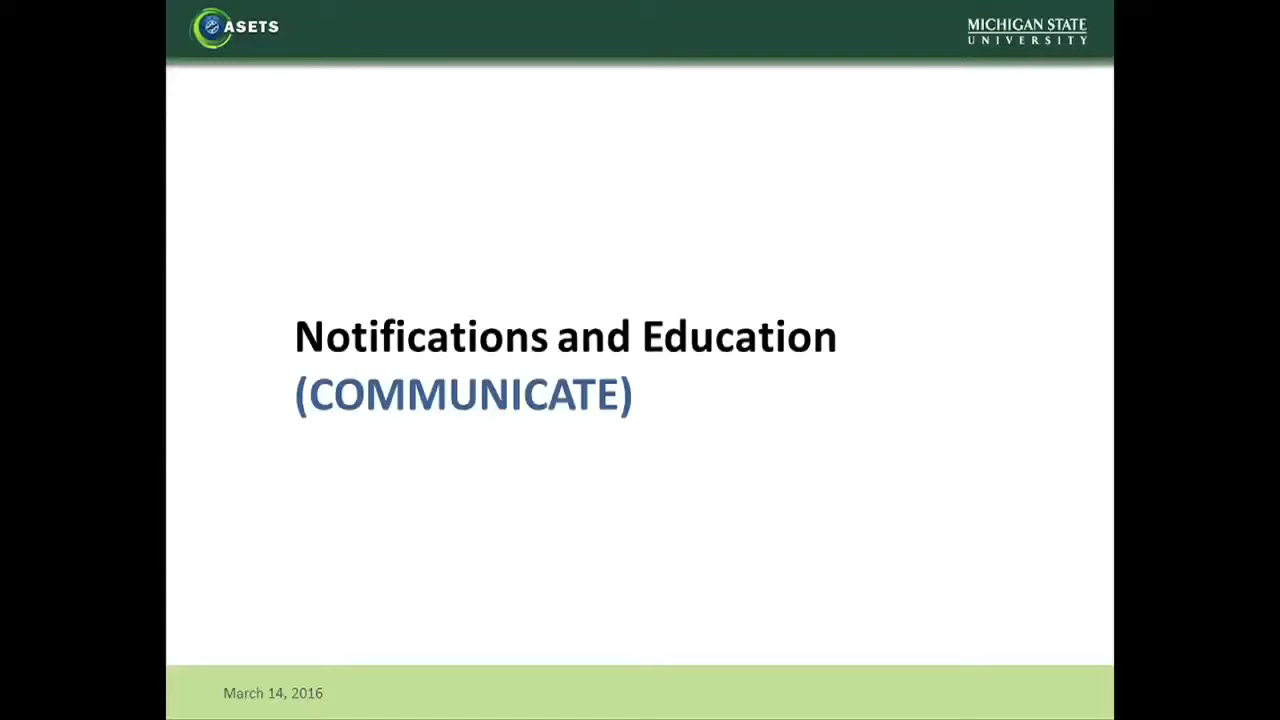 ASETS
MICHIGAN STATE
UNIVERSITY
Notifications and Education
(COMMUNICATE)
March 14, 2016